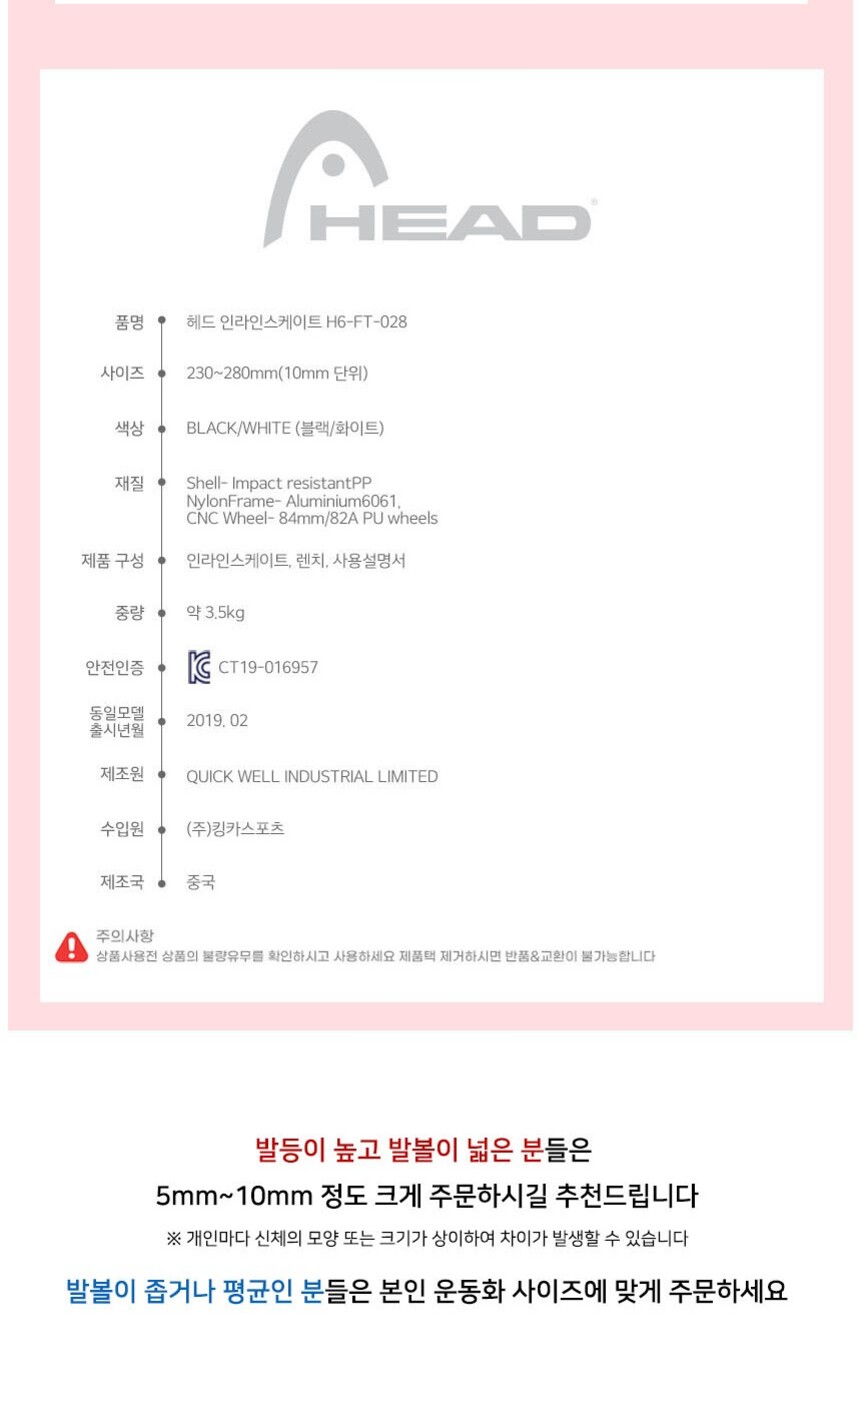 HEAD®
품명 헤드 인라인스케이트 H6-FT-028
사이즈 230~280mm(10mm 단위)
색상 BLACK/WHITE (블랙/화이트)
재질 Shell- Impact resistantPP
NylonFrame- Aluminium6061,
CNC Wheel- 84mm/82A PU wheels
제품 구성 인라인스케이트, 렌치, 사용설명서
중량 약 3.5kg
안전인증 KC CT19-016957
동일모델
출시년월 2019. 02
제조원 QUICK WELL INDUSTRIAL LIMITED
수입원 (주)킹카스포츠
제조국 중국
주의사항
상품사용전 상품의 불량유무를 확인하시고 사용하세요 제품택 제거하시면 반품&교환이 불가능합니다
발등이 높고 발볼이 넓은 분들은
5mm~10mm 정도 크게 주문하시길 추천드립니다
※ 개인마다 신체의 모양 또는 크기가 상이하여 차이가 발생할 수 있습니다
발볼이 좁거나 평균인 분들은 본인 운동화 사이즈에 맞게 주문하세요